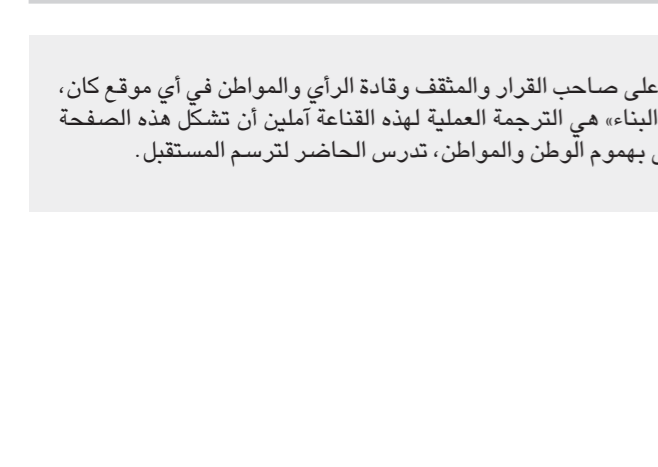 على صاحب القرار والمثقف وقادة الرأي والمواطن في أي موقع كان،
البناء» هي الترجمة العملية لهذه القناعة آملين أن تشكل هذه الصفحة
بهموم الوطن والمواطن، تدرس الحاضر لترسم المستقبل.